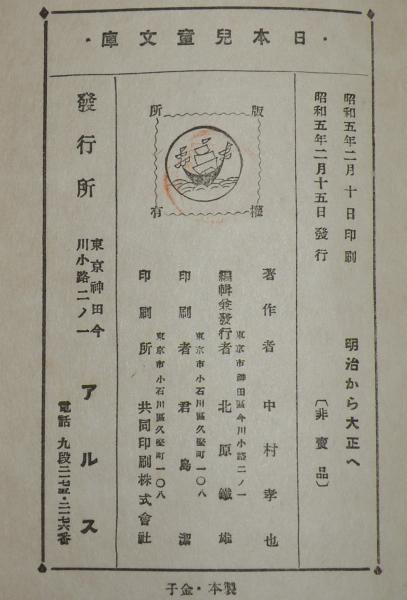 ・日本兒童文庫・
昭和五年二月十日印刷
昭和五年二月十五日發行
明治から大正へ
〔非賣品〕
版權所有
著作者 中村孝也
東京市神田區今川小路二ノ一
編輯兼發行者 北原鐵雄
東京市小石川區久堅町一〇八
印刷者 君島潔
東京市小石川區久堅町一〇八
印刷所 共同印刷株式會社
發行所
東京神田今川小路二ノ一
アルス
電話 九段二一七五・二一七六番
製本・金子